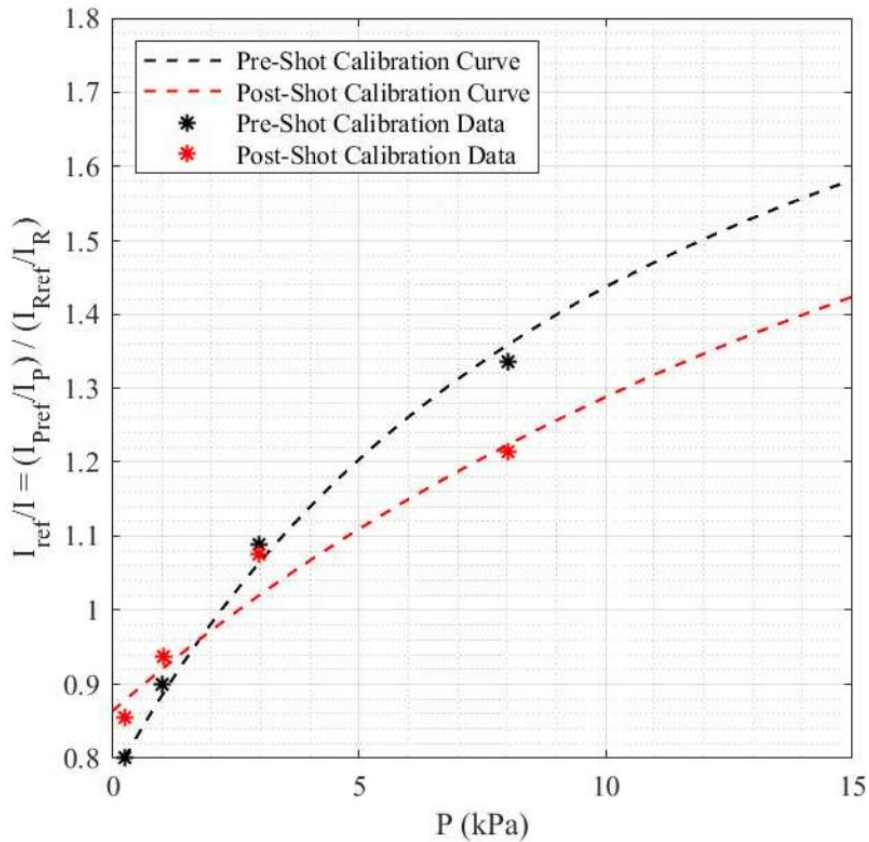 1.8
1.7
1.6
1.5
1.4
1.3
1.2
1.1
1
0.9
0.8
Pre-Shot Calibration Curve
Post-Shot Calibration Curve
Pre-Shot Calibration Data
Post-Shot Calibration Data
I_ref/I = (I_Pref/I_P) / (I_Rref/I_R)
0 5 10 15
P (kPa)